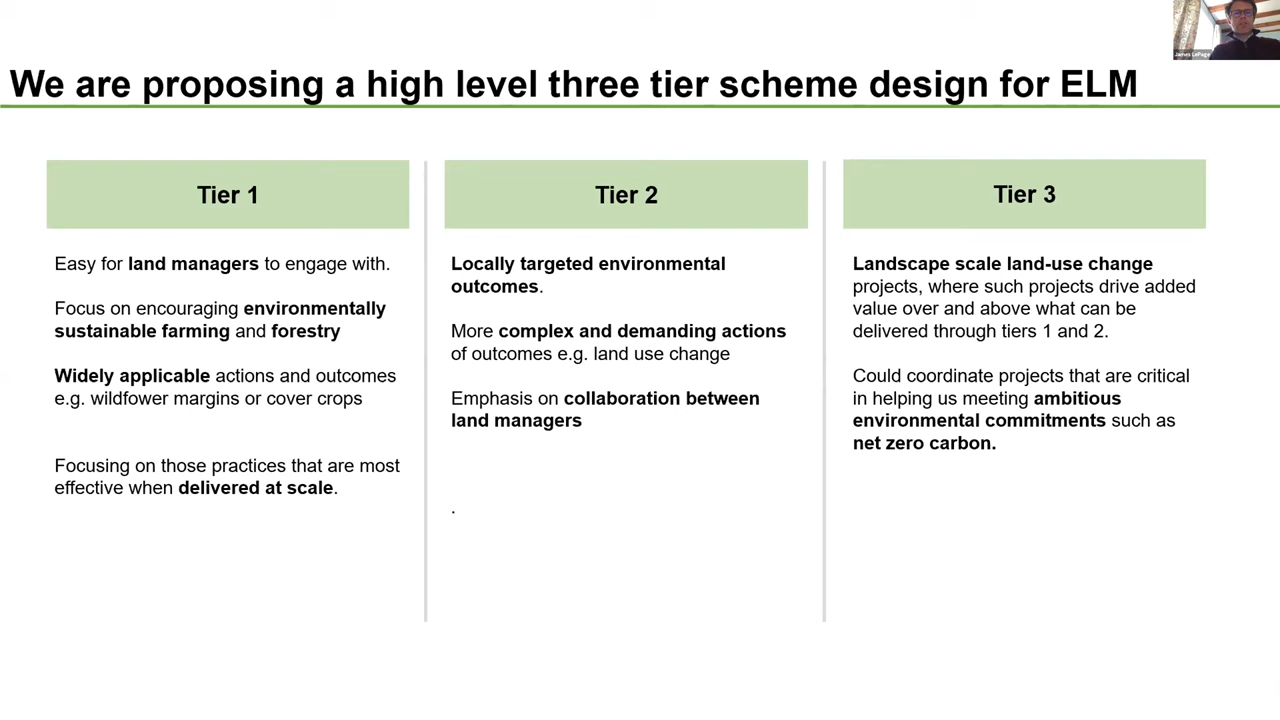 James LePage
We are proposing a high level three tier scheme design for ELM
Tier 1
Easy for land managers to engage with.
Focus on encouraging environmentally
sustainable farming and forestry
Widely applicable actions and outcomes
e.g. wildfower margins or cover crops
Focusing on those practices that are most
effective when delivered at scale.
Tier 2
Locally targeted environmental
outcomes.
More complex and demanding actions
of outcomes e.g. land use change
Emphasis on collaboration between
land managers
.
Tier 3
Landscape scale land-use change
projects, where such projects drive added
value over and above what can be
delivered through tiers 1 and 2.
Could coordinate projects that are critical
in helping us meeting ambitious
environmental commitments such as
net zero carbon.